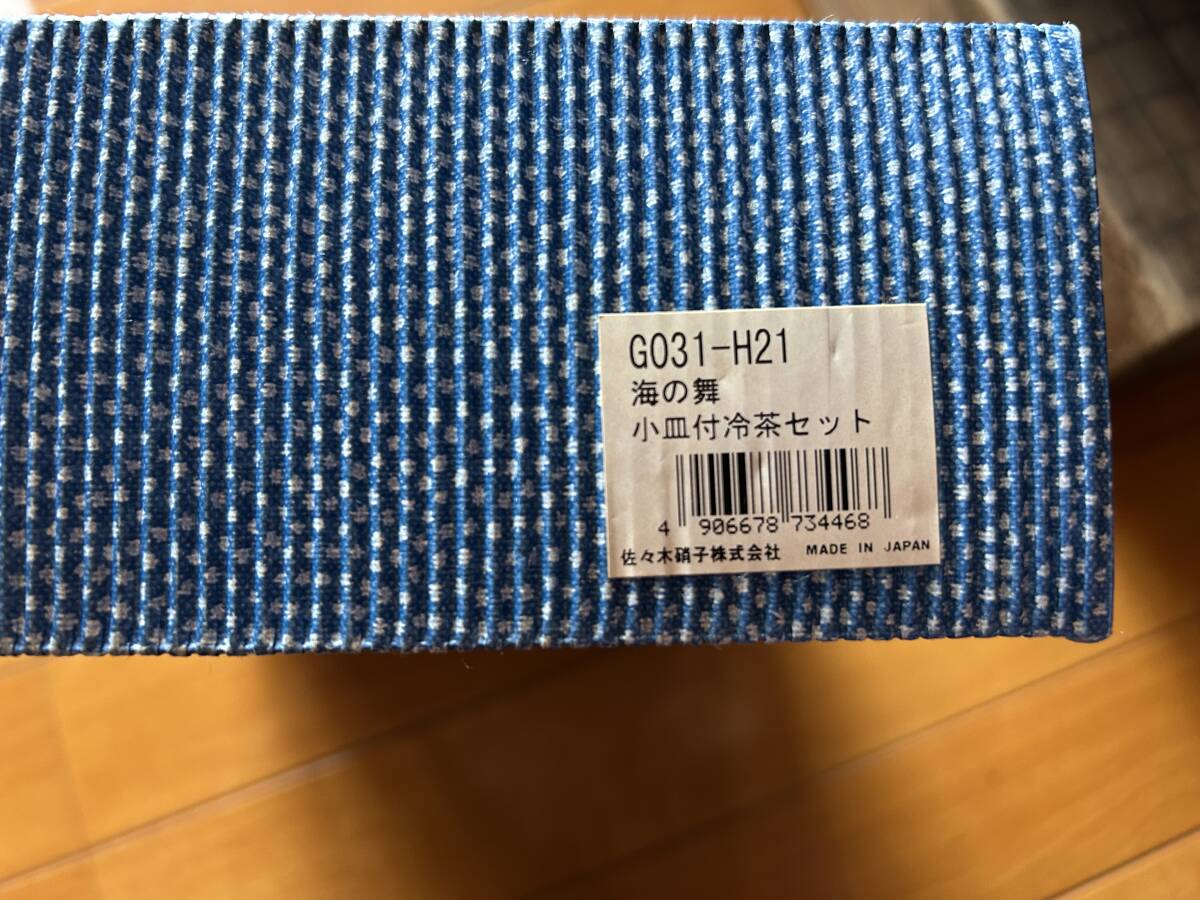 G031-H21
海の舞
小皿付冷茶セット
4 906678 734468
佐々木硝子株式会社 MADE IN JAPAN